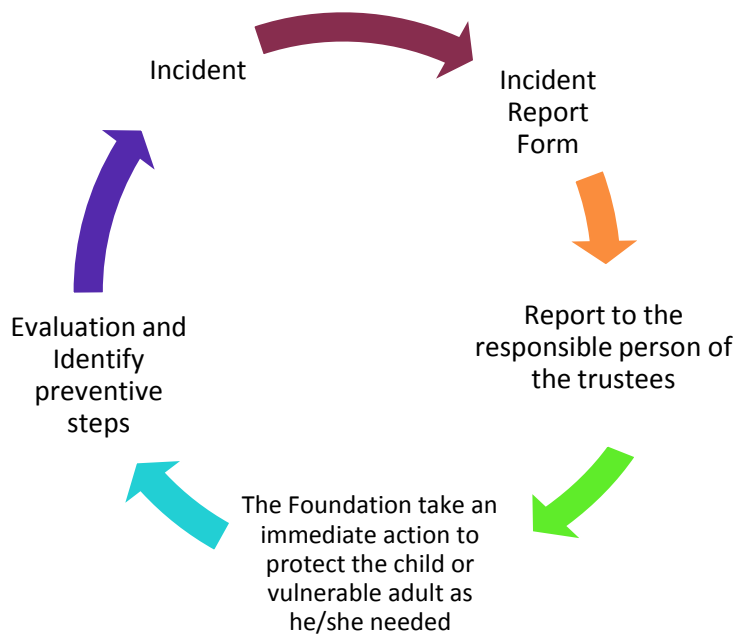 Incident
Incident
Report
Form
Report to the
responsible person of
the trustees
The Foundation take an
immediate action to
protect the child or
vulnerable adult as
he/she needed
Evaluation and
Identify
preventive
steps